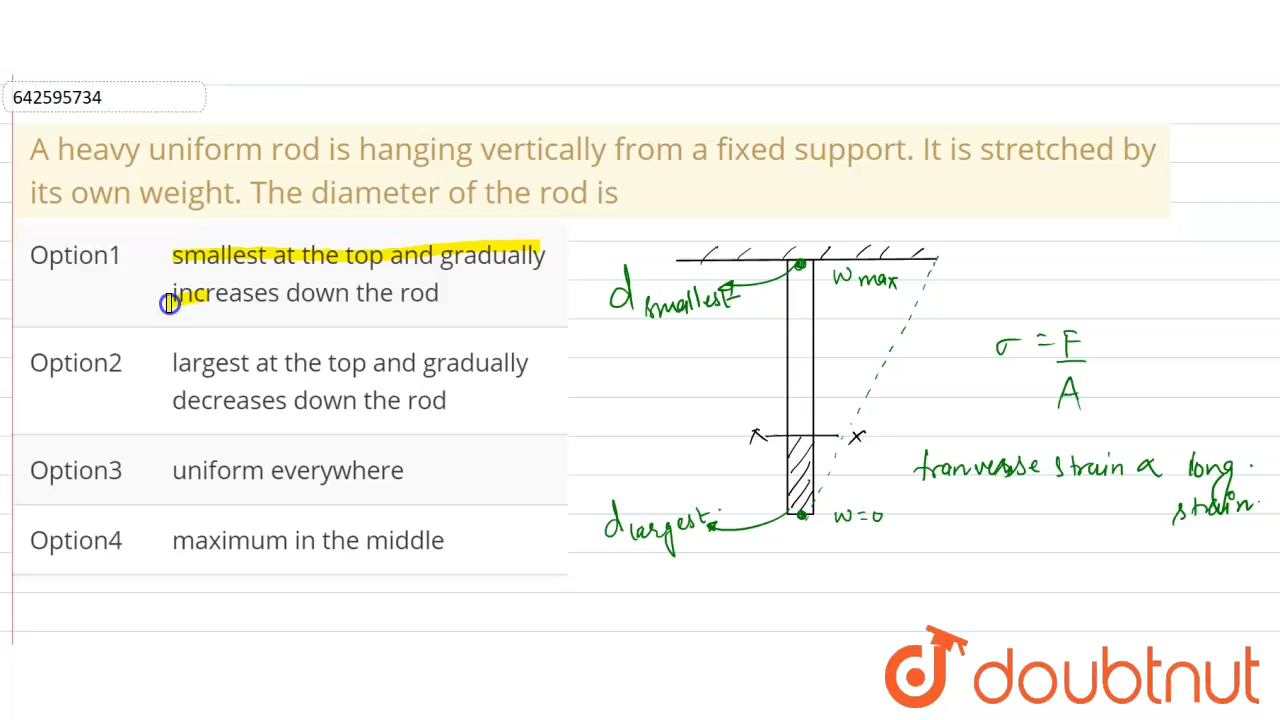 642595734
A heavy uniform rod is hanging vertically from a fixed support. It is stretched by
its own weight. The diameter of the rod is
Option1 smallest at the top and gradually
increases down the rod
Option2 largest at the top and gradually
decreases down the rod
Option3 uniform everywhere
Option4 maximum in the middle
d smallest
w max
σ = F
A
x x
tranverse strain ∝ long.
strain.
d largest
w=0
doubtnut